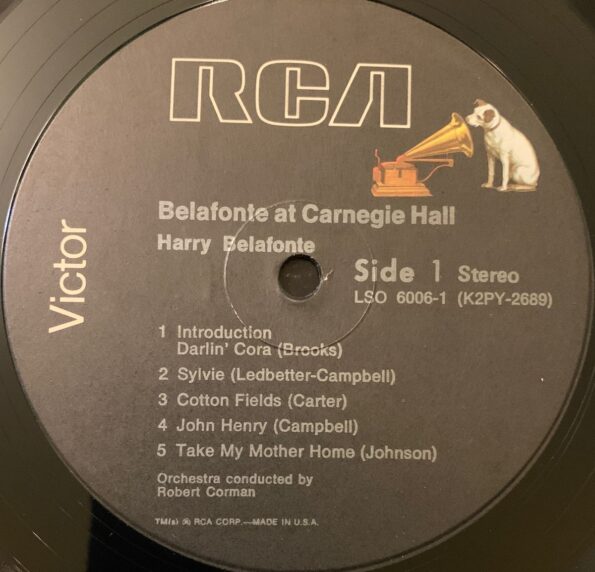 RCA
Victor
Belafonte at Carnegie Hall
Harry Belafonte
Side 1 Stereo
LSO 6006-1 (K2PY-2689)
1 Introduction
Darlin' Cora (Brooks)
2 Sylvie (Ledbetter-Campbell)
3 Cotton Fields (Carter)
4 John Henry (Campbell)
5 Take My Mother Home (Johnson)
Orchestra conducted by
Robert Corman
TM(s) ® RCA CORP.—MADE IN U.S.A.